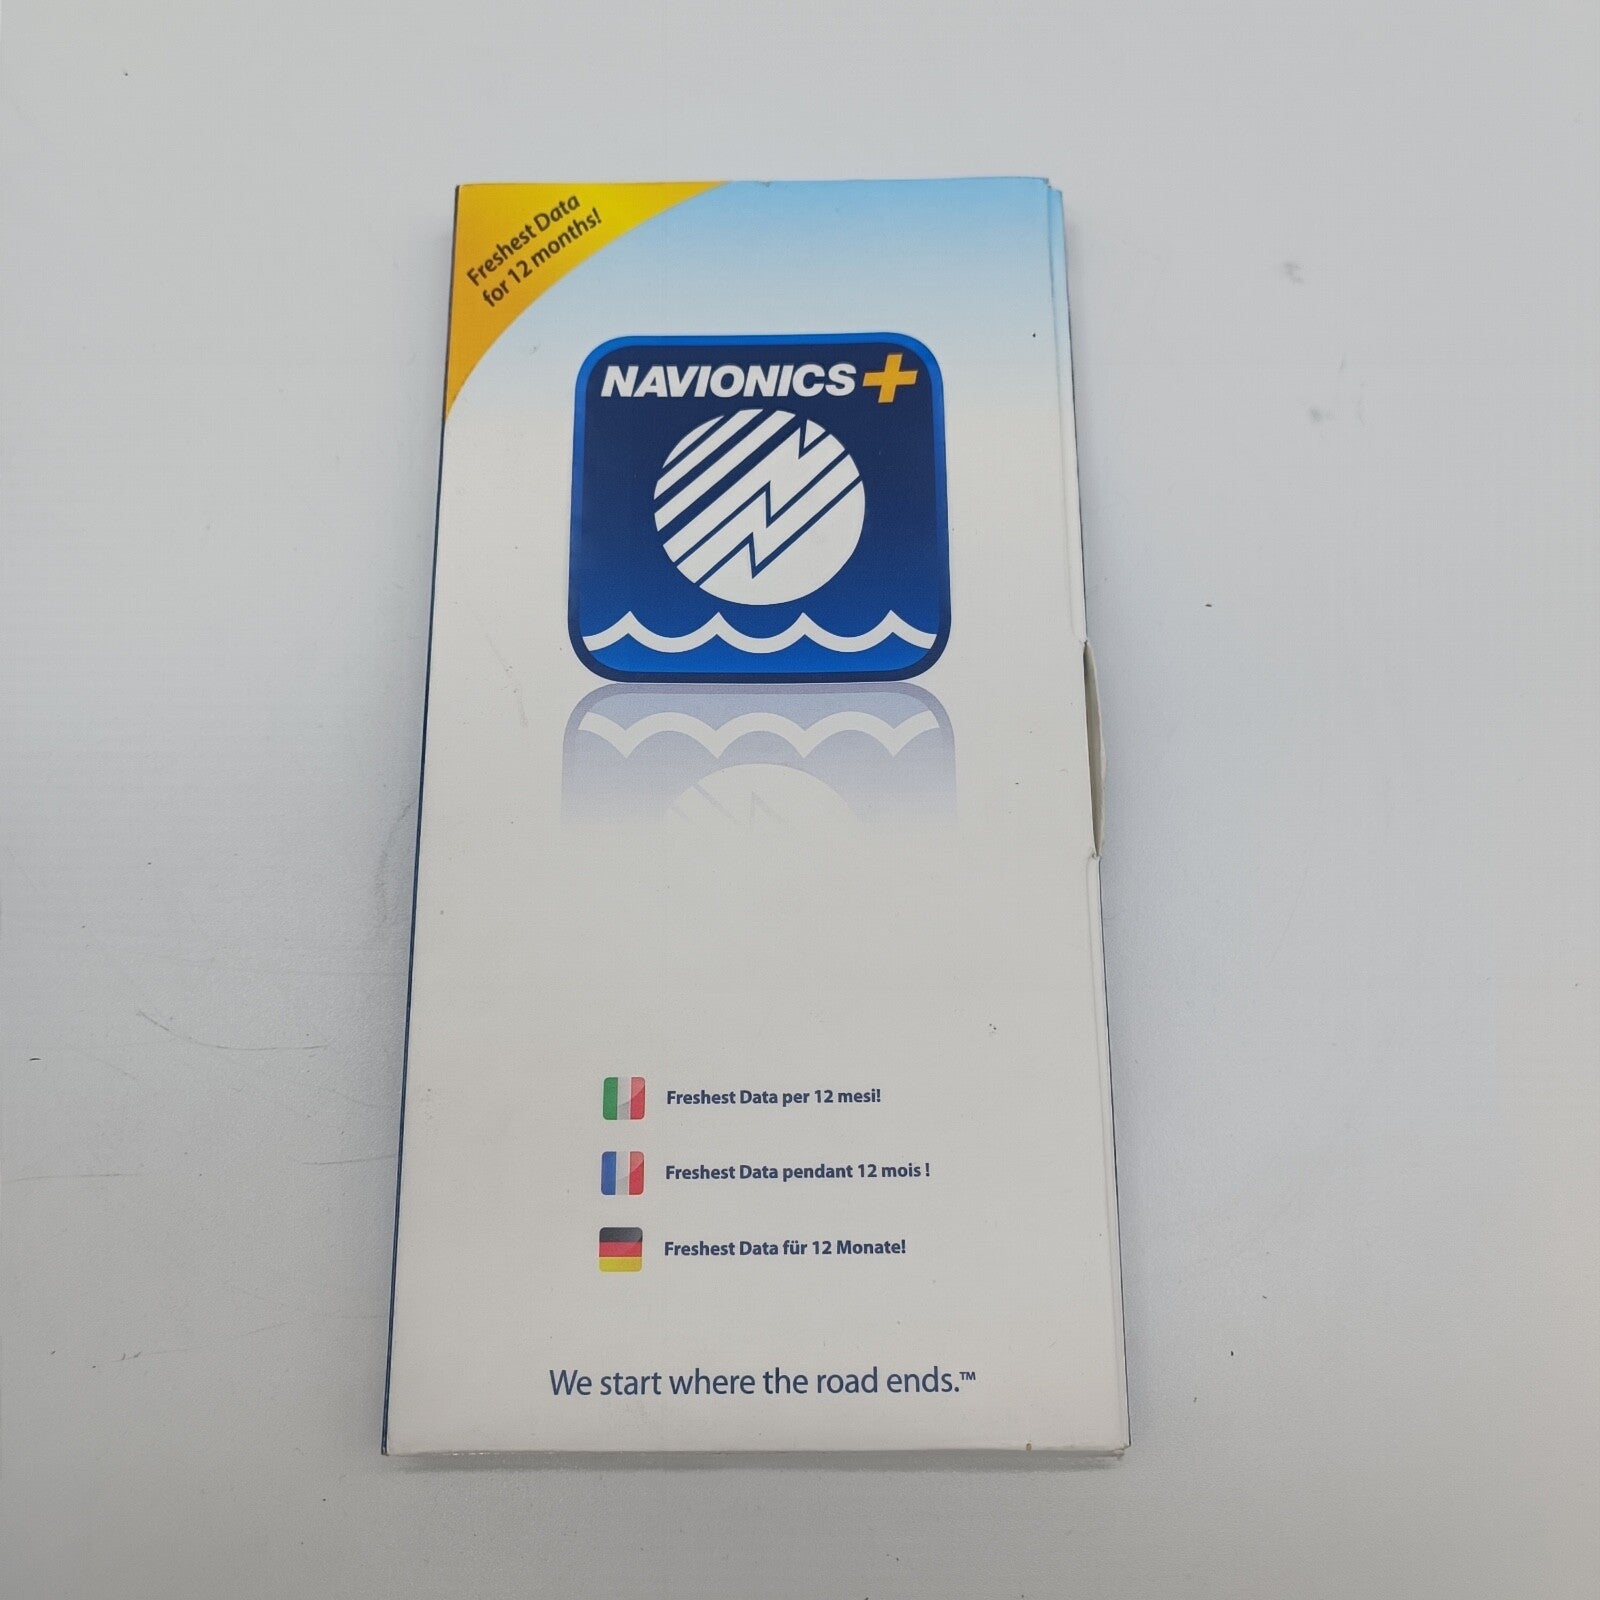 Freshest Data
for 12 months!
NAVIONICS+
Freshest Data per 12 mesi!
Freshest Data pendant 12 mois !
Freshest Data für 12 Monate!
We start where the road ends.™